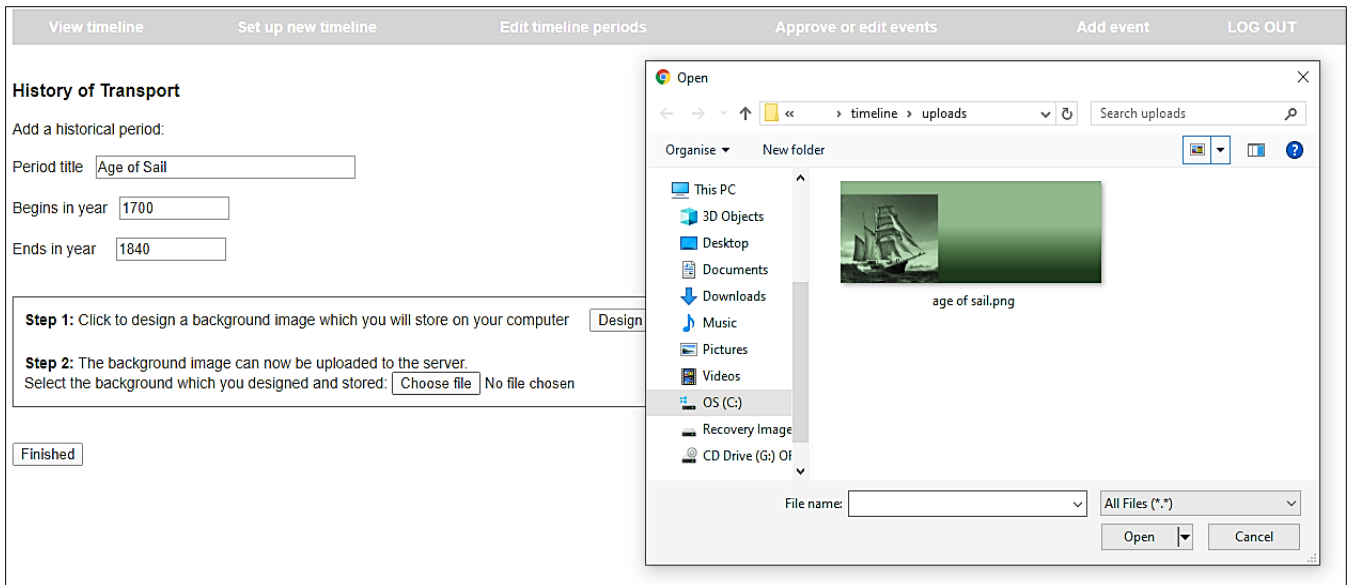 View timeline Set up new timeline Edit timeline periods Approve or edit events Add event LOG OUT
History of Transport
Add a historical period:
Period title Age of Sail
Begins in year 1700
Ends in year 1840
Step 1: Click to design a background image which you will store on your computer Design
Step 2: The background image can now be uploaded to the server.
Select the background which you designed and stored: Choose file No file chosen
Finished
Open
« › timeline › uploads Search uploads
Organise New folder
This PC
3D Objects
Desktop
Documents
Downloads
Music
Pictures
Videos
OS (C:)
Recovery Image
CD Drive (G:) OF
age of sail.png
File name: All Files (*.*)
Open Cancel